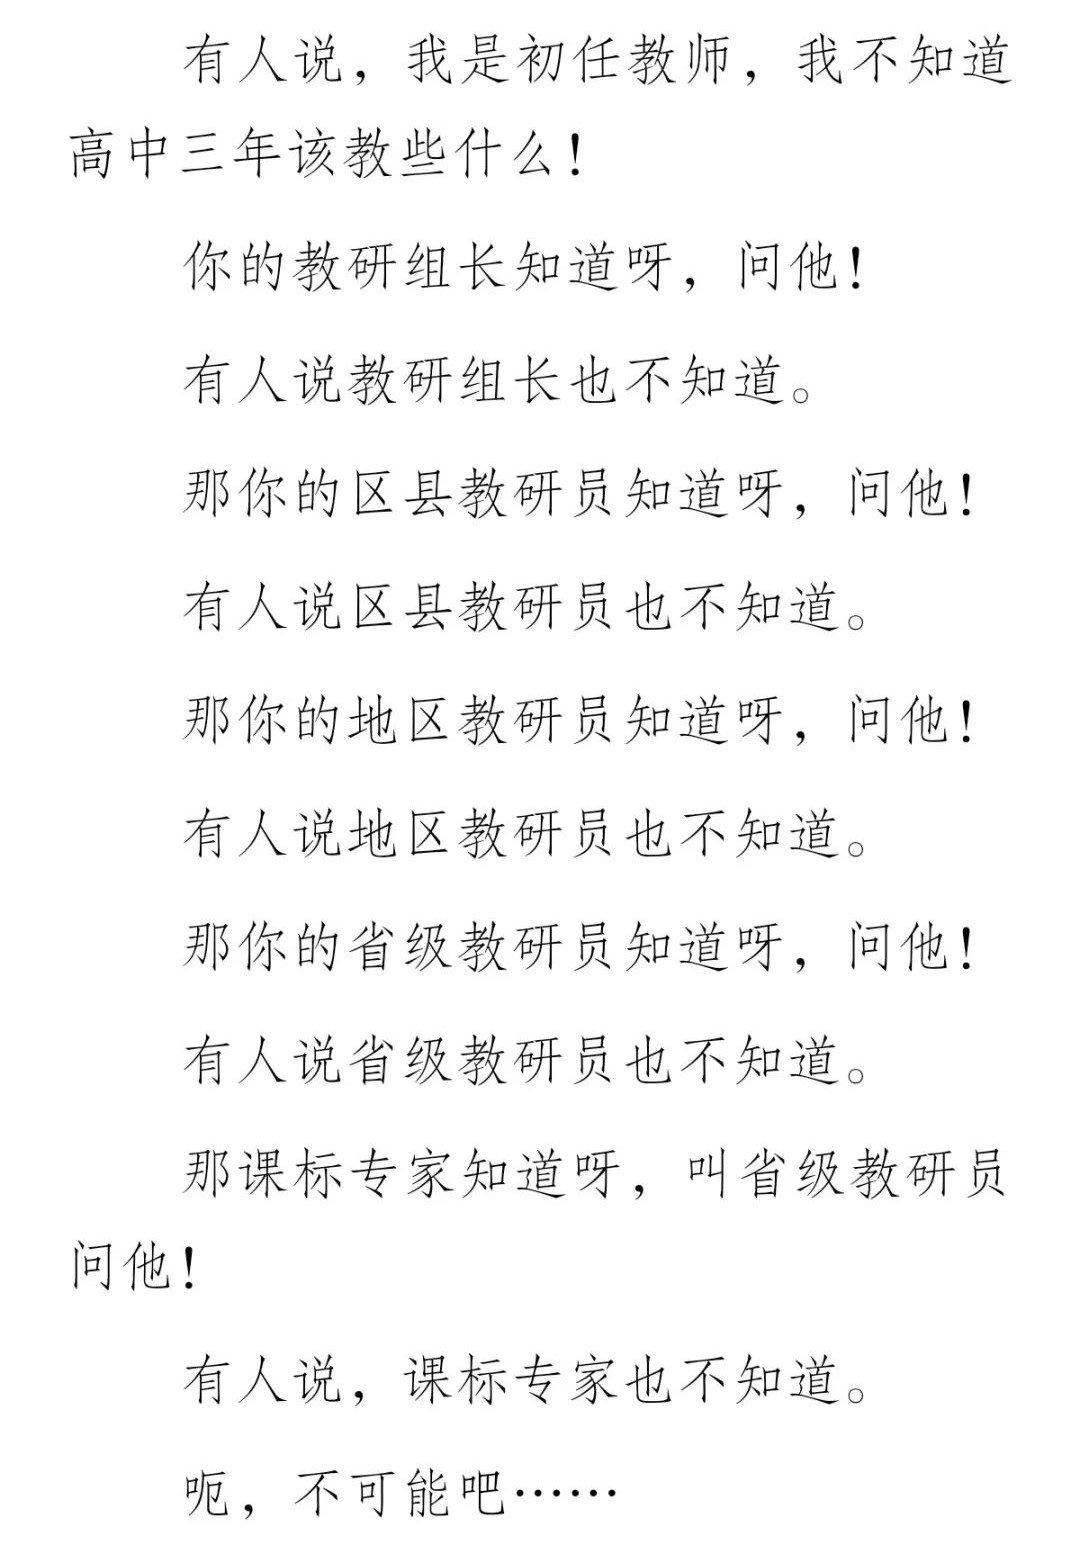 有人说，我是初任教师，我不知道
高中三年该教些什么！
你的教研组长知道呀，问他！
有人说教研组长也不知道。
那你的区县教研员知道呀，问他！
有人说区县教研员也不知道。
那你的地区教研员知道呀，问他！
有人说地区教研员也不知道。
那你的省级教研员知道呀，问他！
有人说省级教研员也不知道。
那课标专家知道呀，叫省级教研员
问他！
有人说，课标专家也不知道。
呃，不可能吧……